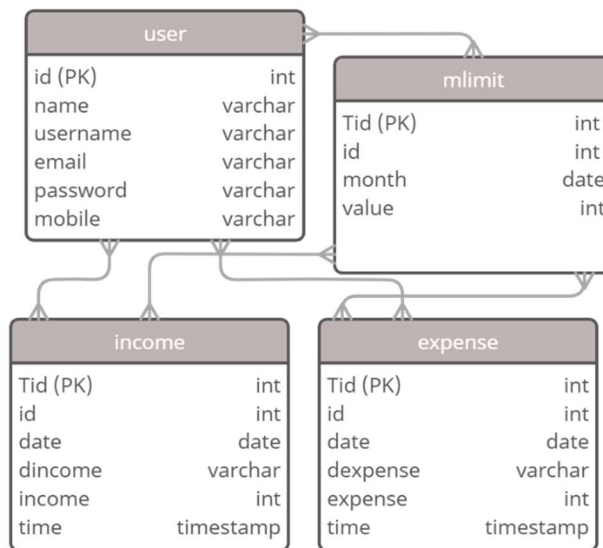 user
id (PK) int
name varchar
username varchar
email varchar
password varchar
mobile varchar
mlimit
Tid (PK) int
id int
month date
value int
income
Tid (PK) int
id int
date date
dincome varchar
income int
time timestamp
expense
Tid (PK) int
id int
date date
dexpense varchar
expense int
time timestamp